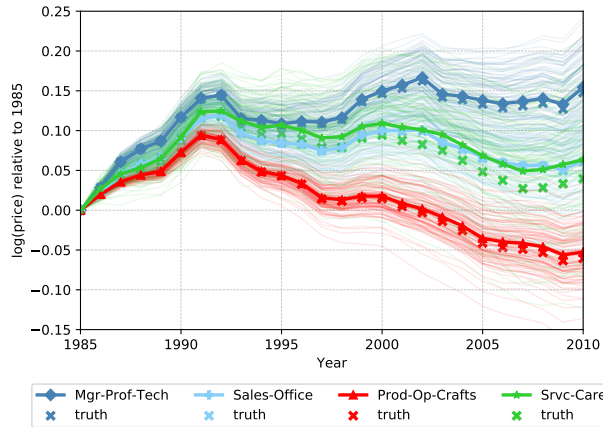 0.25
0.20
0.15
0.10
0.05
0.00
−0.05
−0.10
−0.15
log(price) relative to 1985
1985 1990 1995 2000 2005 2010
Year
Mgr-Prof-Tech Sales-Office Prod-Op-Crafts Srvc-Care
truth truth truth truth